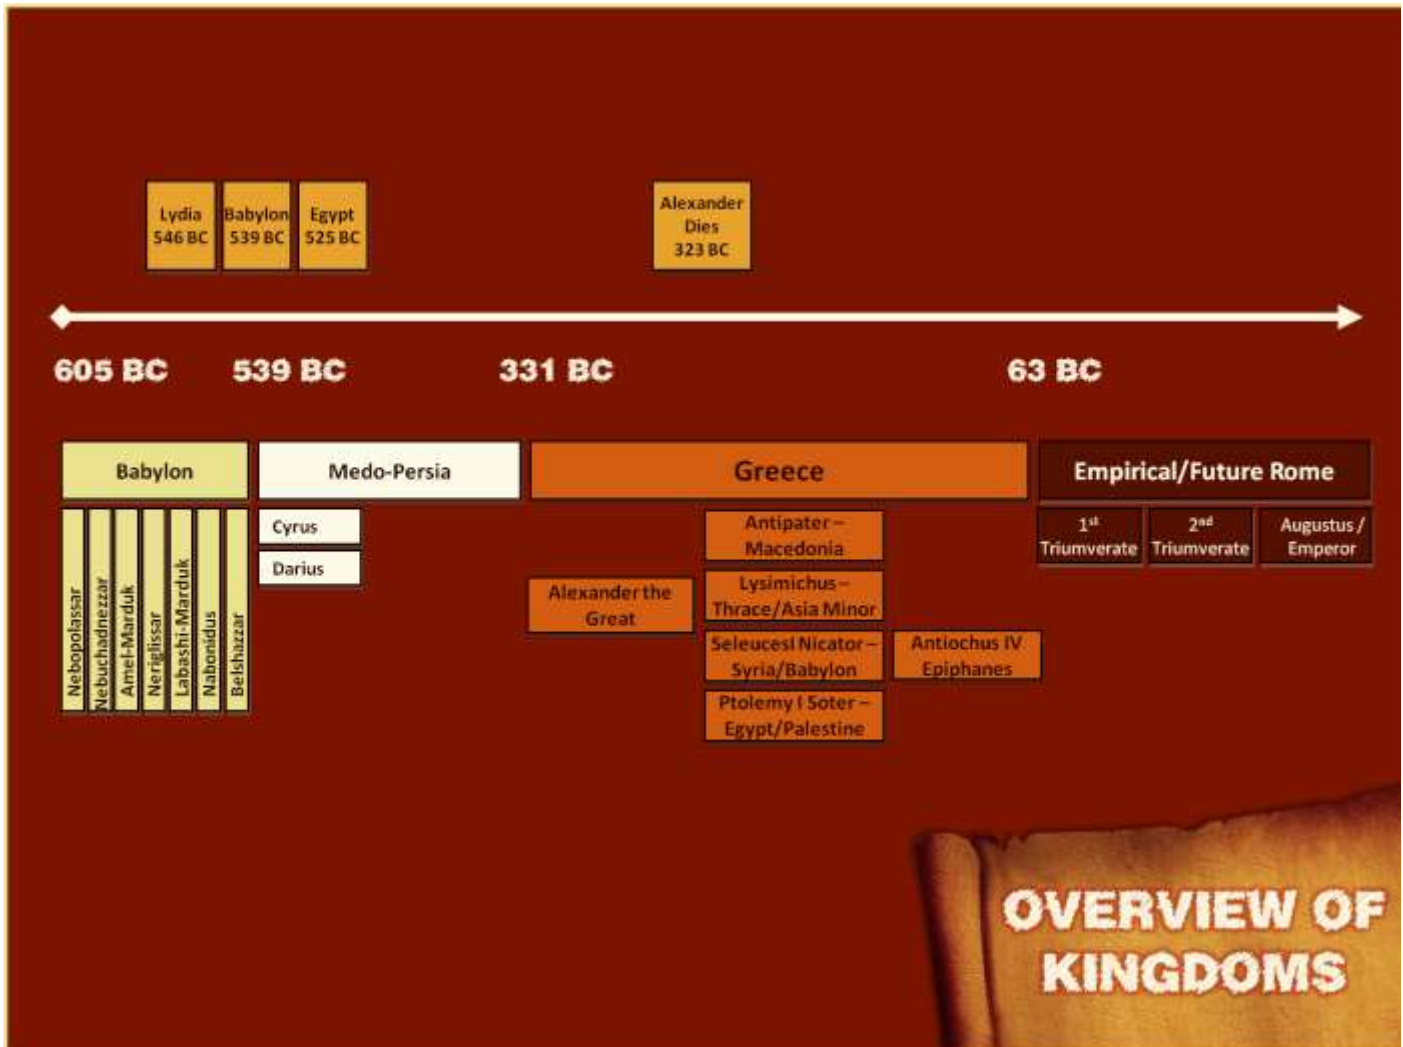 Lydia
546 BC
Babylon
539 BC
Egypt
525 BC
Alexander
Dies
323 BC
605 BC
539 BC
331 BC
63 BC
Babylon
Medo-Persia
Greece
Empirical/Future Rome
Nebopolassar
Nebuchadnezzar
Amel-Marduk
Neriglissar
Labashi-Marduk
Nabonidus
Belshazzar
Cyrus
Darius
Alexander the
Great
Antipater –
Macedonia
Lysimichus –
Thrace/Asia Minor
SeleucesI Nicator –
Syria/Babylon
Ptolemy I Soter –
Egypt/Palestine
Antiochus IV
Epiphanes
1st
Triumverate
2nd
Triumverate
Augustus /
Emperor
OVERVIEW OF
KINGDOMS